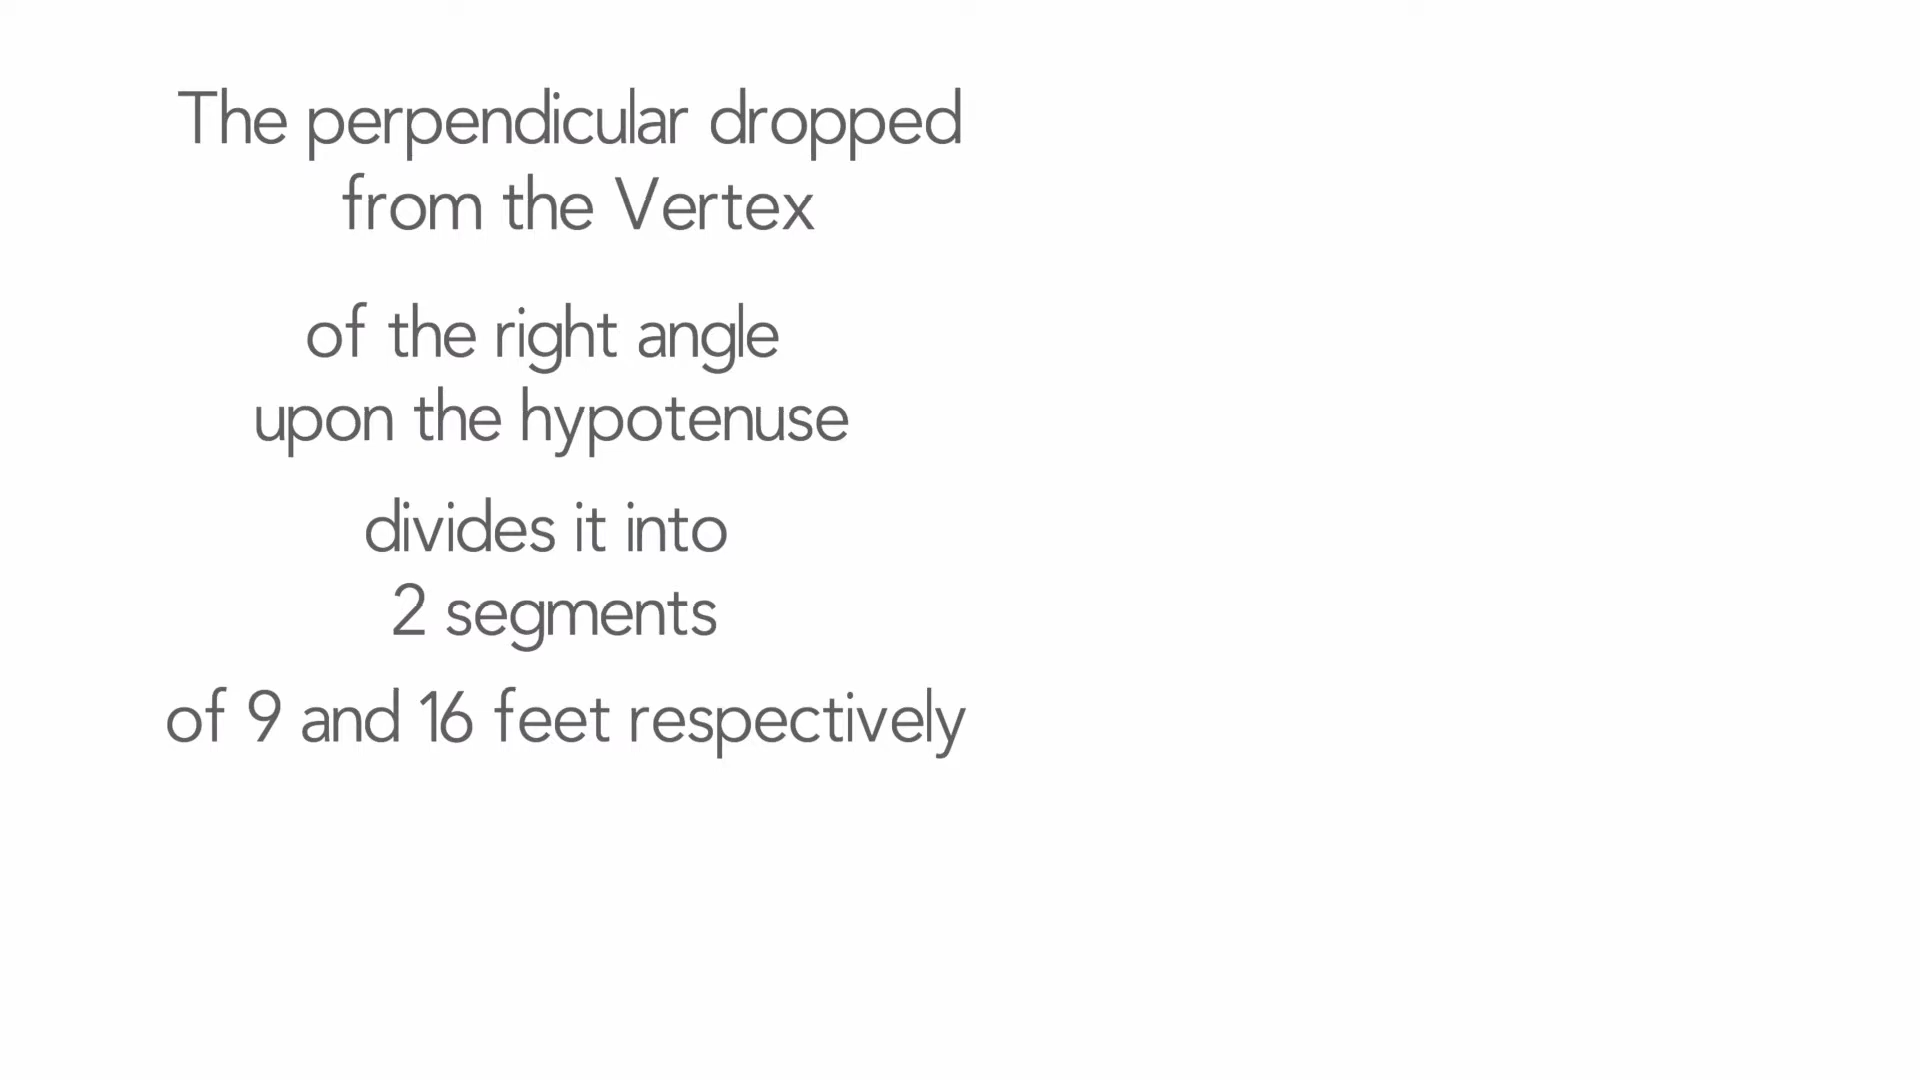 The perpendicular dropped
from the Vertex
of the right angle
upon the hypotenuse
divides it into
2 segments
of 9 and 16 feet respectively